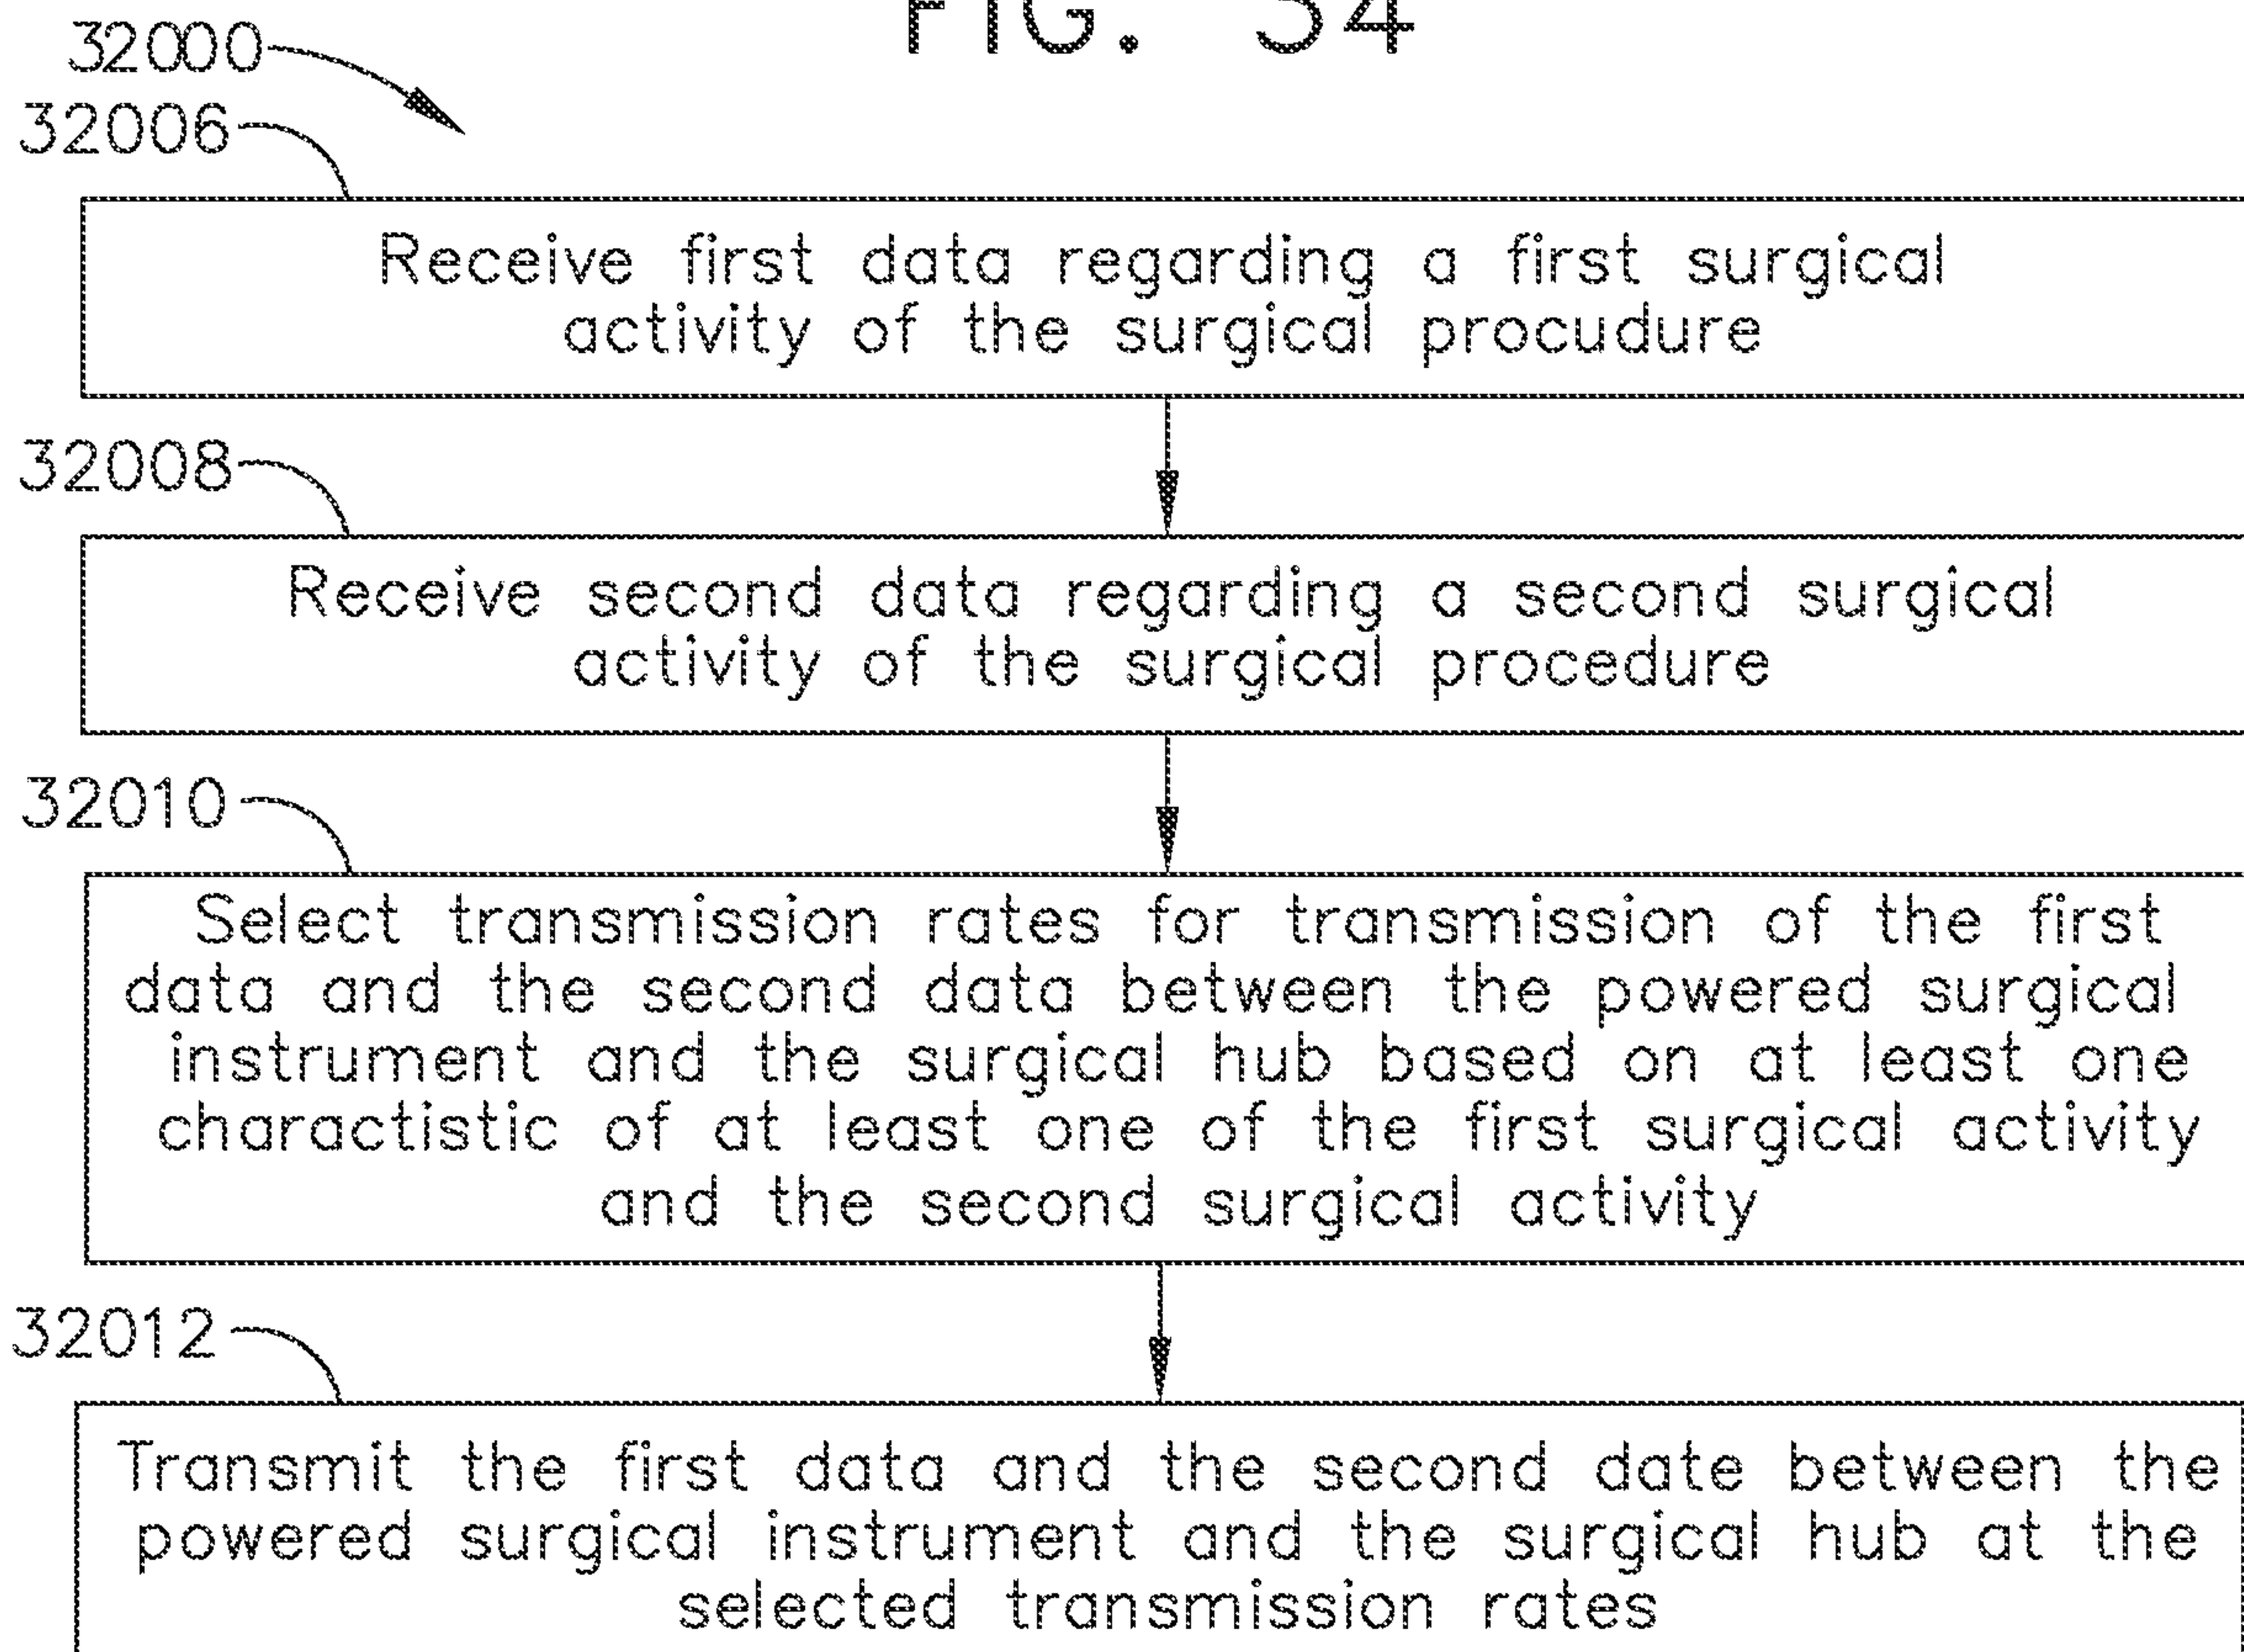 FIG. 34
32000
32006
Receive first data regarding a first surgical
activity of the surgical procudure
32008
Receive second data regarding a second surgical
activity of the surgical procedure
32010
Select transmission rates for transmission of the first
data and the second data between the powered surgical
instrument and the surgical hub based on at least one
charactistic of at least one of the first surgical activity
and the second surgical activity
32012
Transmit the first data and the second date between the
powered surgical instrument and the surgical hub at the
selected transmission rates